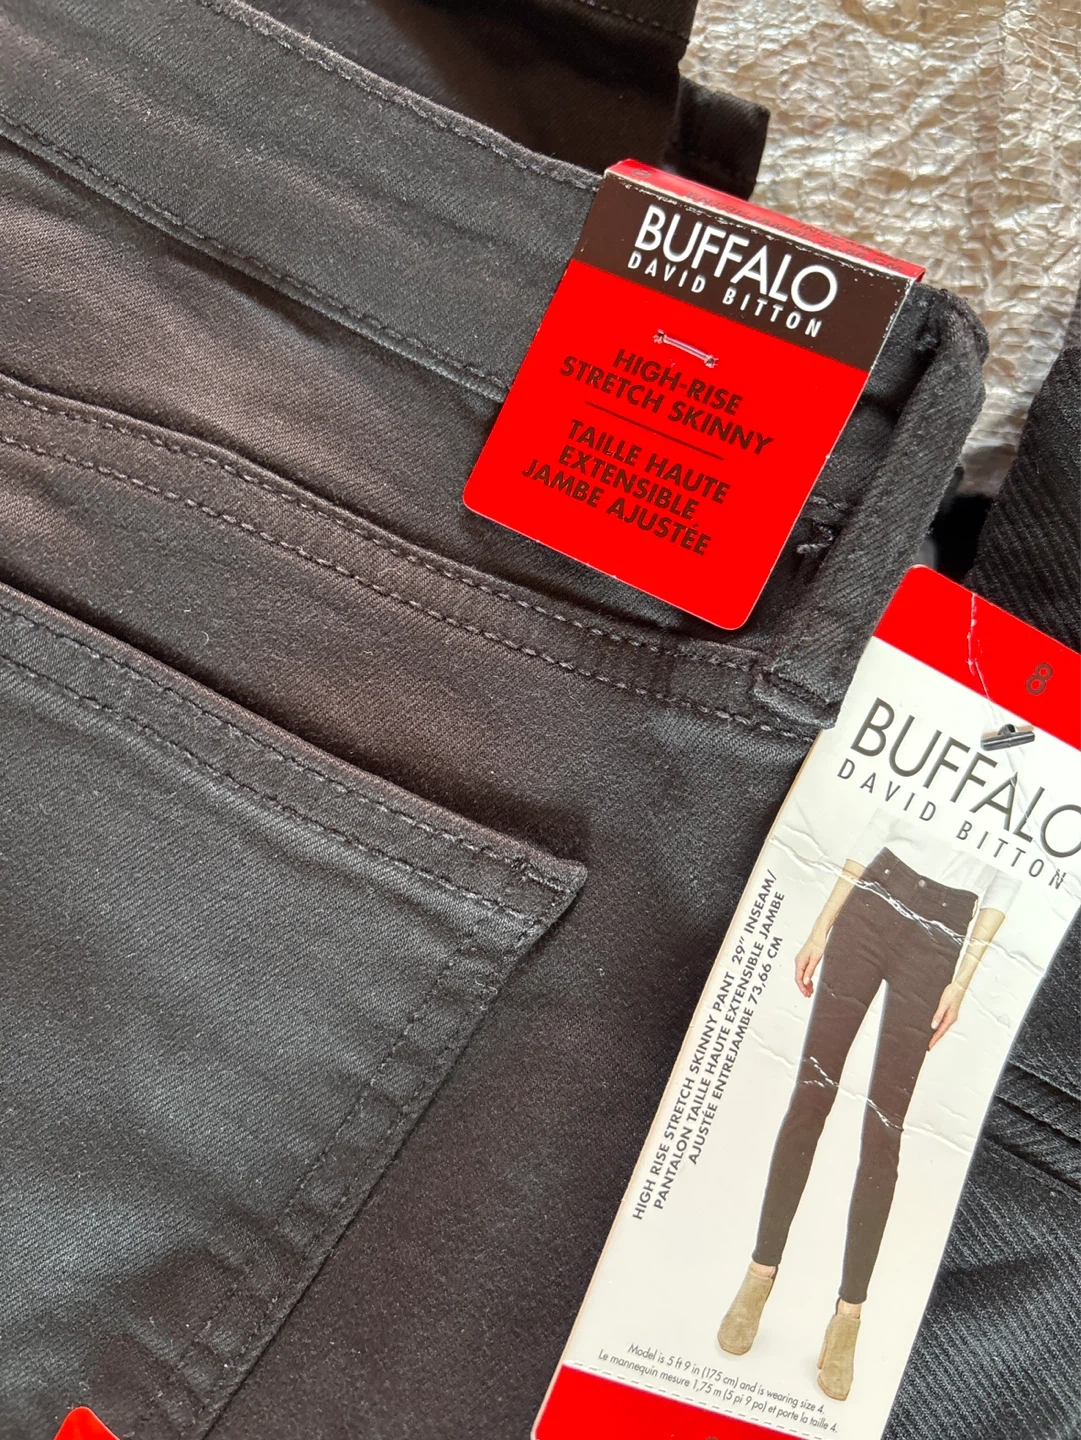 BUFFALO
DAVID BITTON
HIGH-RISE
STRETCH SKINNY
TAILLE HAUTE
EXTENSIBLE
JAMBE AJUSTÉE
8
BUFFALO
DAVID BITTON
HIGH RISE STRETCH SKINNY PANT 29" INSEAM/
PANTALON TAILLE HAUTE EXTENSIBLE JAMBE
AJUSTÉE ENTREJAMBE 73,66 CM
Model is 5 ft 9 in (175 cm) and is wearing size 4.
Le mannequin mesure 1,75 m (5 pi 9 po) et porte la taille 4.